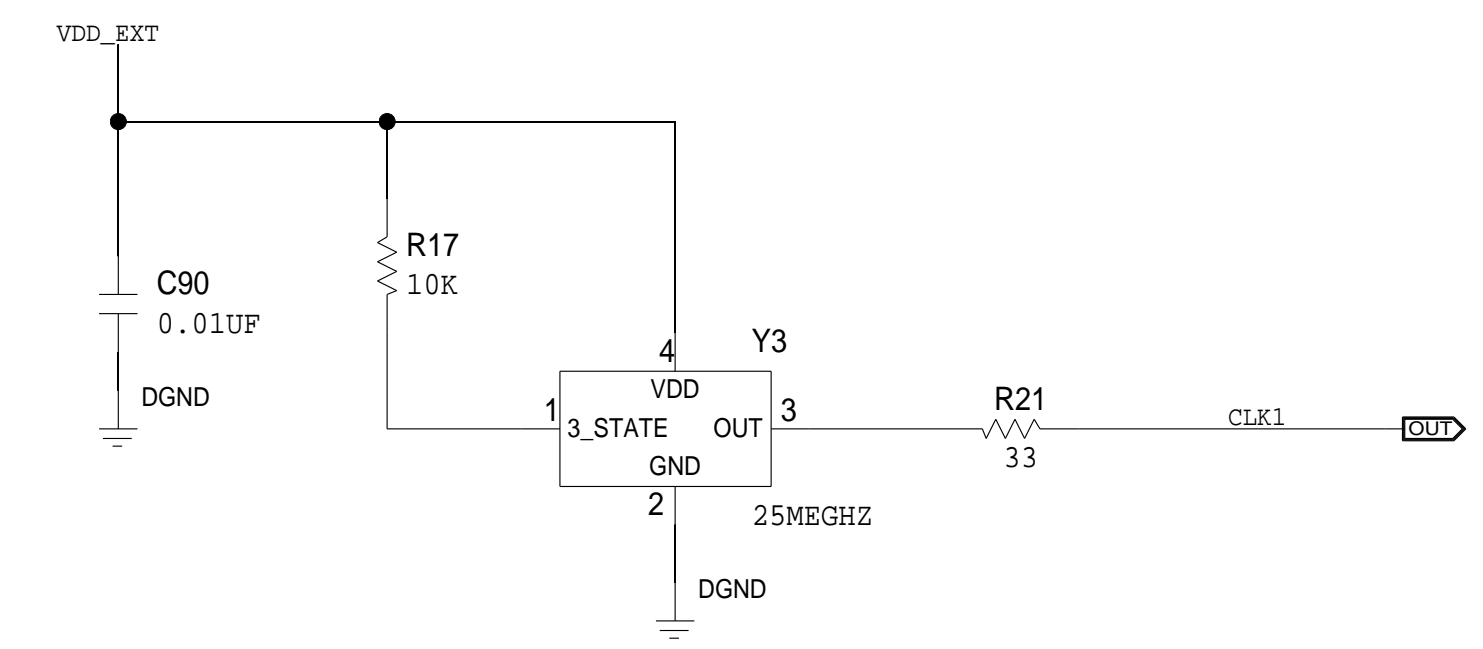 VDD_EXT
R17
10K
C90
0.01UF
DGND
Y3
4
VDD
1
3_STATE
OUT
3
GND
2
25MEGHZ
DGND
R21
33
CLK1
OUT